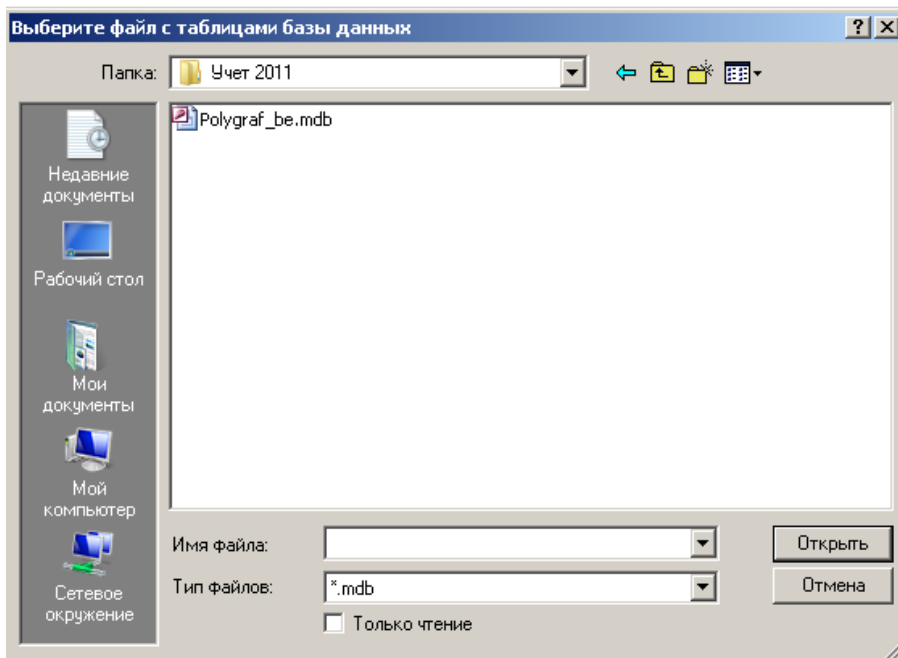 Выберите файл с таблицами базы данных
Папка:
Учет 2011
Polygraf_be.mdb
Недавние
документы
Рабочий стол
Мои
документы
Мой
компьютер
Сетевое
окружение
Имя файла:
Открыть
Тип файлов:
*.mdb
Отмена
Только чтение